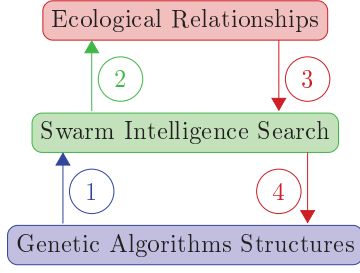 Ecological Relationships
2
3
Swarm Intelligence Search
1
4
Genetic Algorithms Structures